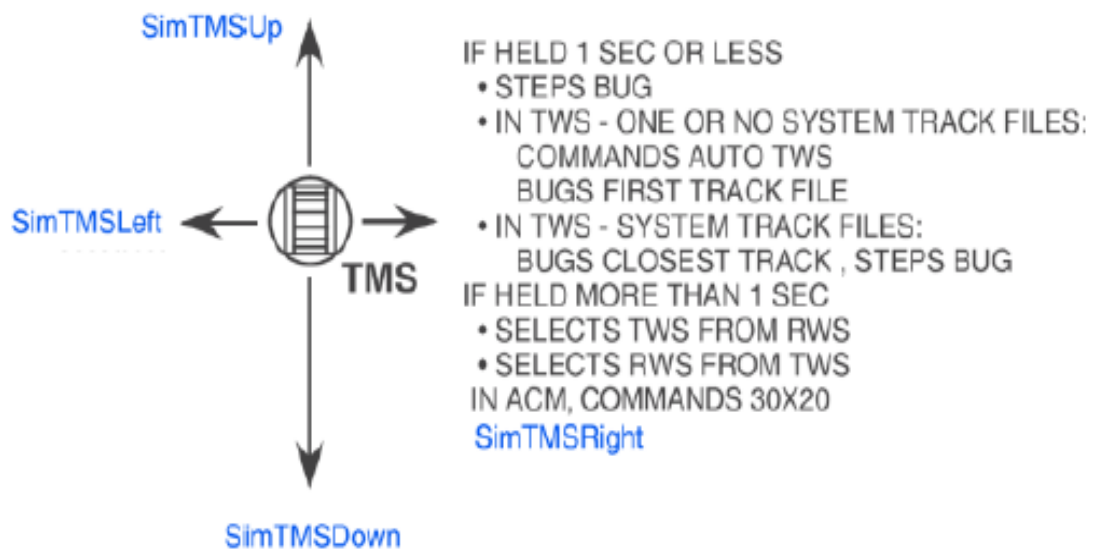 SimTMSUp
IF HELD 1 SEC OR LESS
• STEPS BUG
• IN TWS - ONE OR NO SYSTEM TRACK FILES:
COMMANDS AUTO TWS
BUGS FIRST TRACK FILE
SimTMSLeft
• IN TWS - SYSTEM TRACK FILES:
BUGS CLOSEST TRACK , STEPS BUG
TMS
IF HELD MORE THAN 1 SEC
• SELECTS TWS FROM RWS
• SELECTS RWS FROM TWS
IN ACM, COMMANDS 30X20
SimTMSRight
SimTMSDown